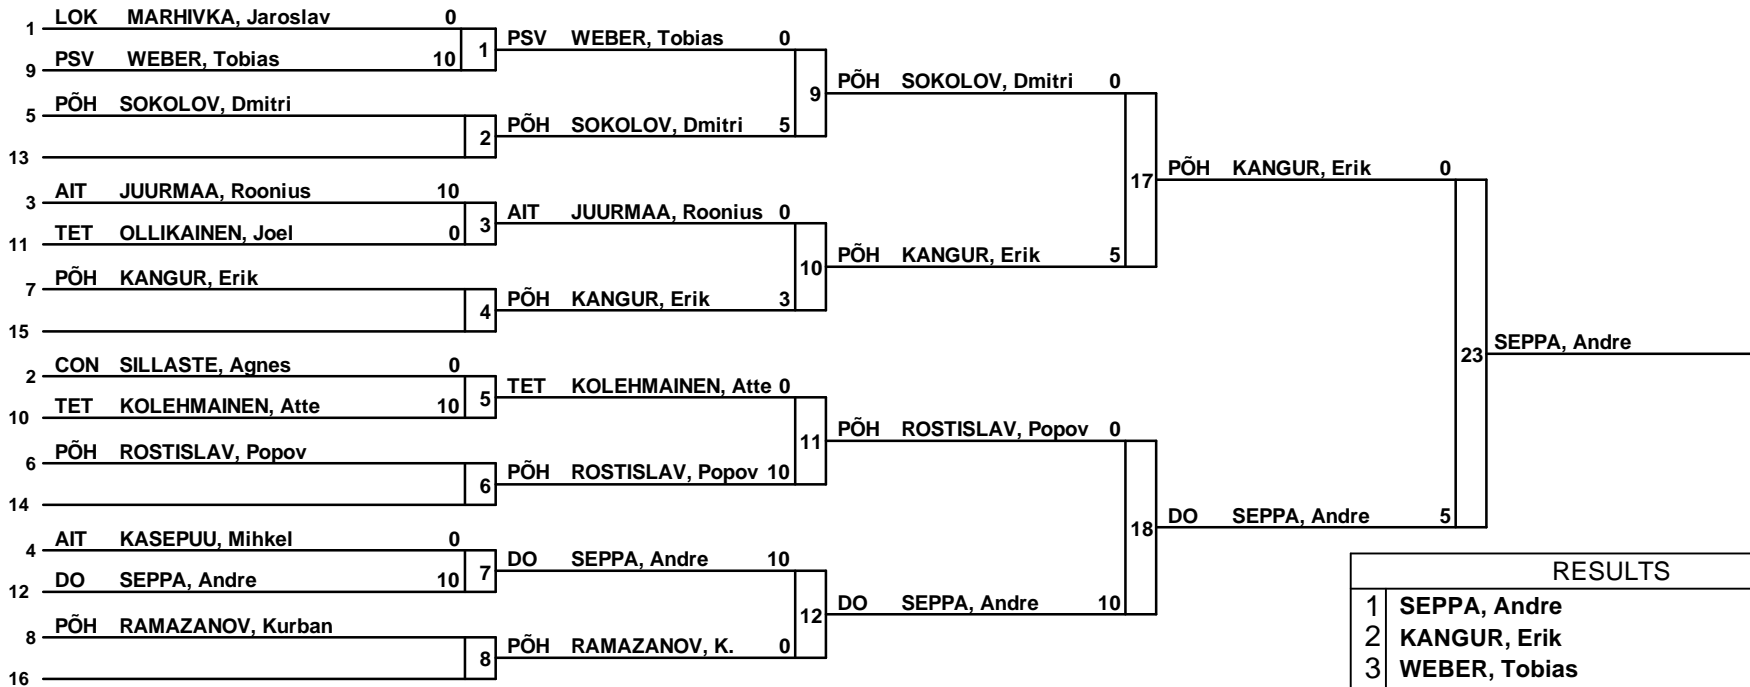 1 LOK MARHIVKA, Jaroslav 0
9 PSV WEBER, Tobias 10
1
5 PÕH SOKOLOV, Dmitri
13
2
3 AIT JUURMAA, Roonius 10
11 TET OLLIKAINEN, Joel 0
3
7 PÕH KANGUR, Erik
15
4
2 CON SILLASTE, Agnes 0
10 TET KOLEHMAINEN, Atte 10
5
6 PÕH ROSTISLAV, Popov
14
6
4 AIT KASEPUU, Mihkel 0
12 DO SEPPA, Andre 10
7
8 PÕH RAMAZANOV, Kurban
16
8
PSV WEBER, Tobias 0
PÕH SOKOLOV, Dmitri 5
9
AIT JUURMAA, Roonius 0
PÕH KANGUR, Erik 3
10
TET KOLEHMAINEN, Atte 0
PÕH ROSTISLAV, Popov 10
11
DO SEPPA, Andre 10
PÕH RAMAZANOV, K. 0
12
PÕH SOKOLOV, Dmitri 0
PÕH KANGUR, Erik 5
17
PÕH ROSTISLAV, Popov 0
DO SEPPA, Andre 10
18
PÕH KANGUR, Erik 0
DO SEPPA, Andre 5
23
SEPPA, Andre
RESULTS
1 SEPPA, Andre
2 KANGUR, Erik
3 WEBER, Tobias